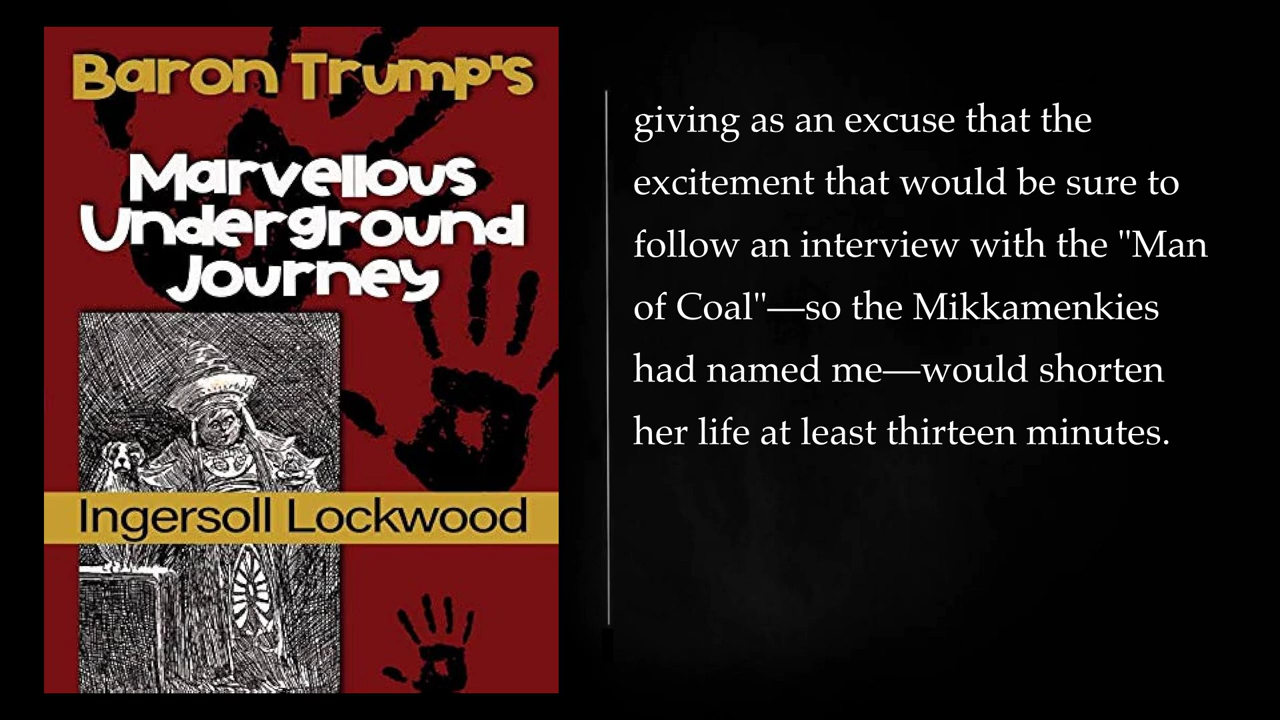 Baron Trump's
Marvellous
Underground
Journey
Ingersoll Lockwood
giving as an excuse that the
excitement that would be sure to
follow an interview with the "Man
of Coal"—so the Mikkamenkies
had named me—would shorten
her life at least thirteen minutes.